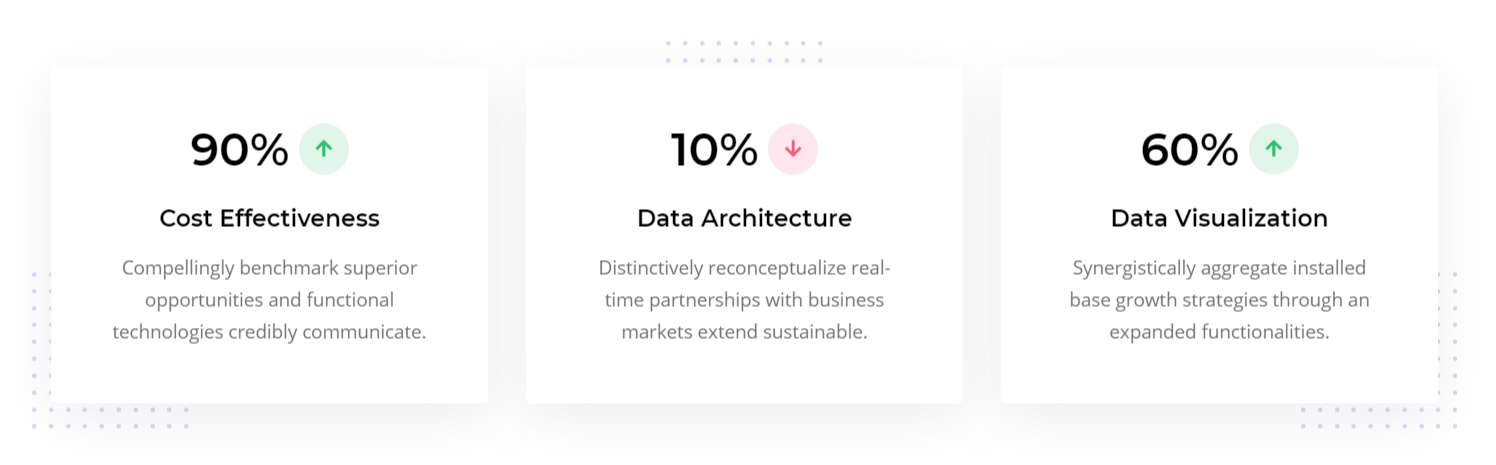 90%
Cost Effectiveness
Compellingly benchmark superior
opportunities and functional
technologies credibly communicate.
10%
Data Architecture
Distinctively reconceptualize real-
time partnerships with business
markets extend sustainable.
60%
Data Visualization
Synergistically aggregate installed
base growth strategies through an
expanded functionalities.